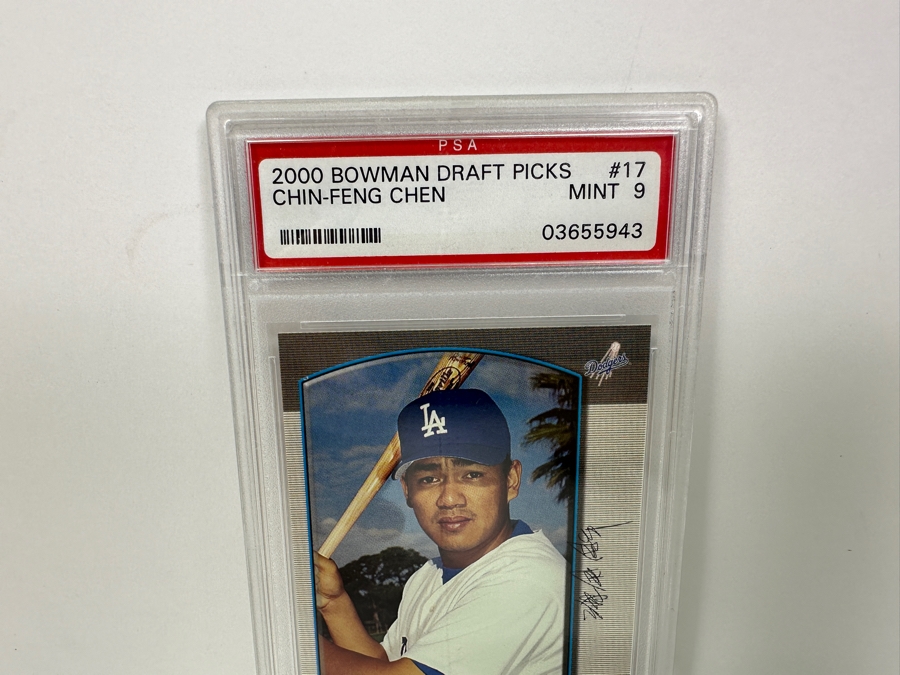 PSA
2000 BOWMAN DRAFT PICKS #17
CHIN-FENG CHEN MINT 9
03655943
Dodgers
LA